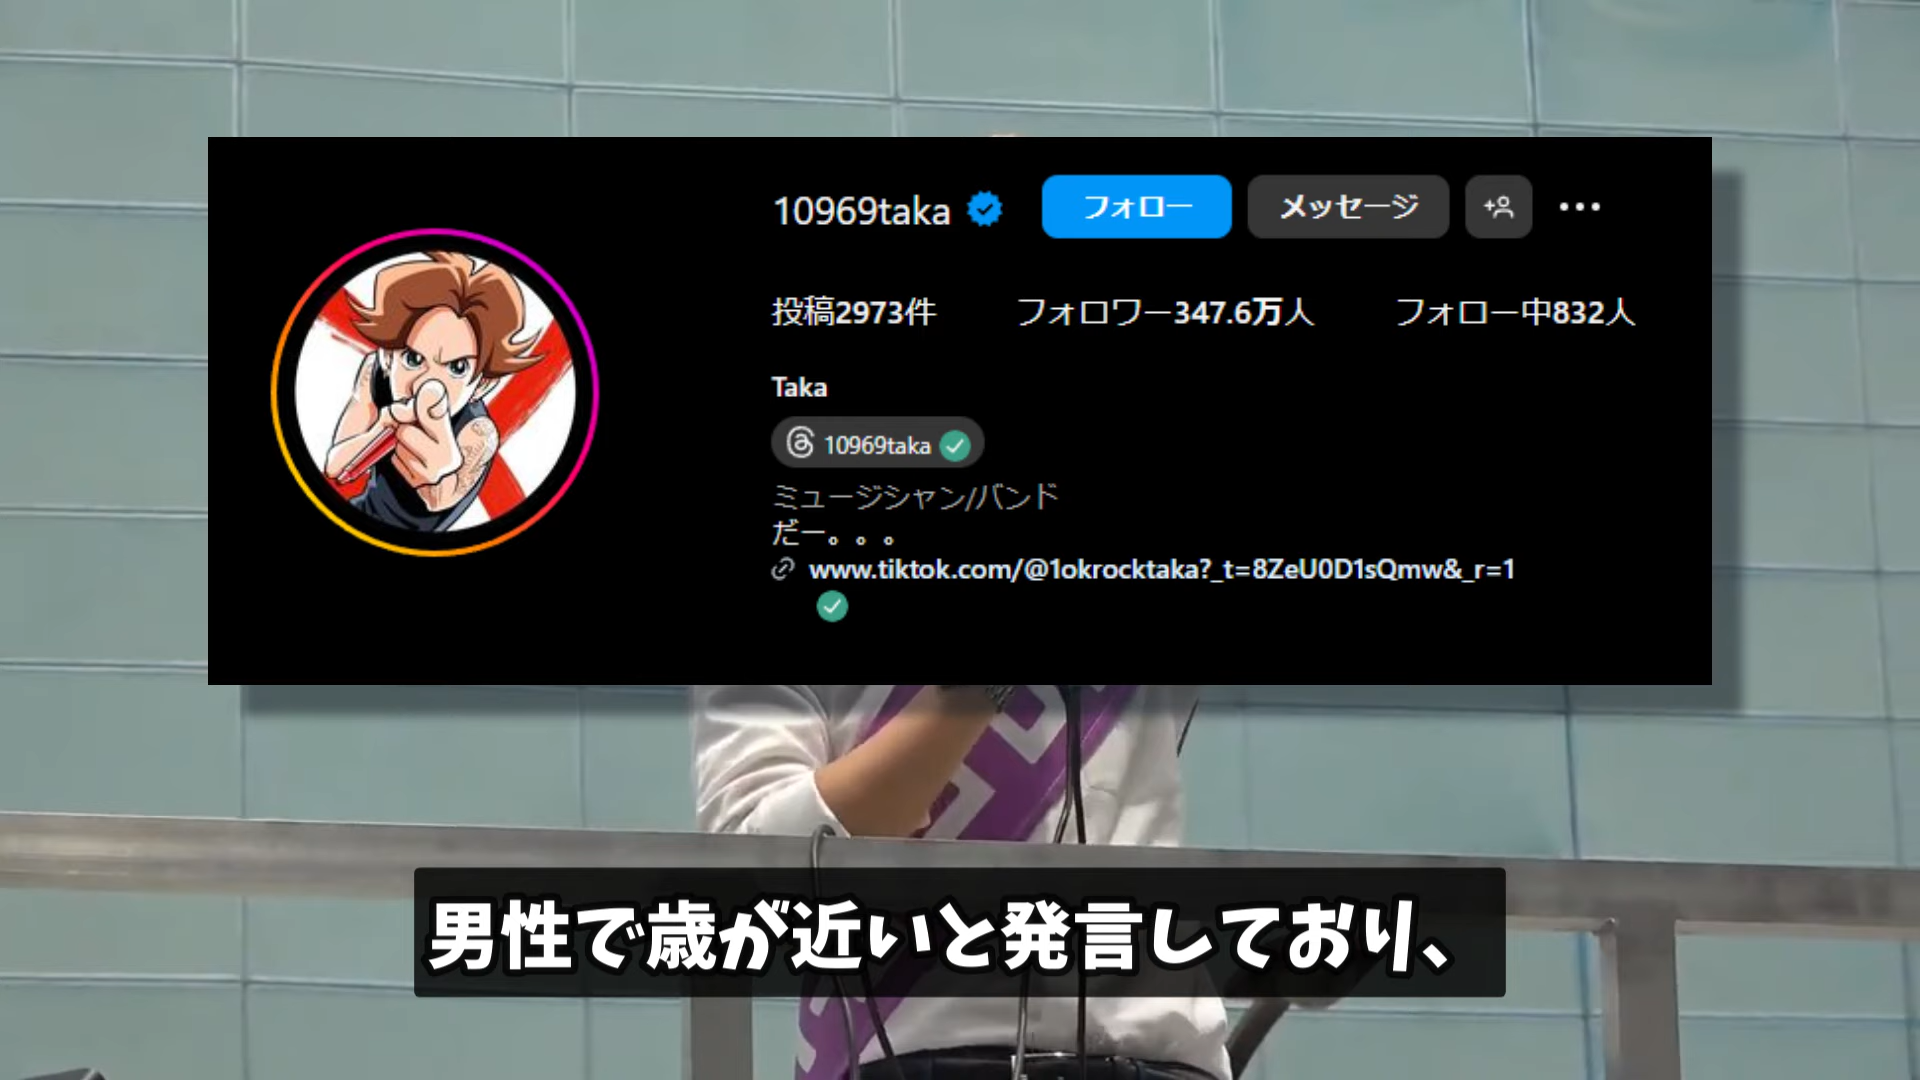 10969taka
フォロー
メッセージ
投稿2973件
フォロワー347.6万人
フォロー中832人
Taka
10969taka
ミュージシャン/バンド
だー。。。
www.tiktok.com/@1okrocktaka?_t=8ZeU0D1sQmw&_r=1
男性で歳が近いと発言しており、